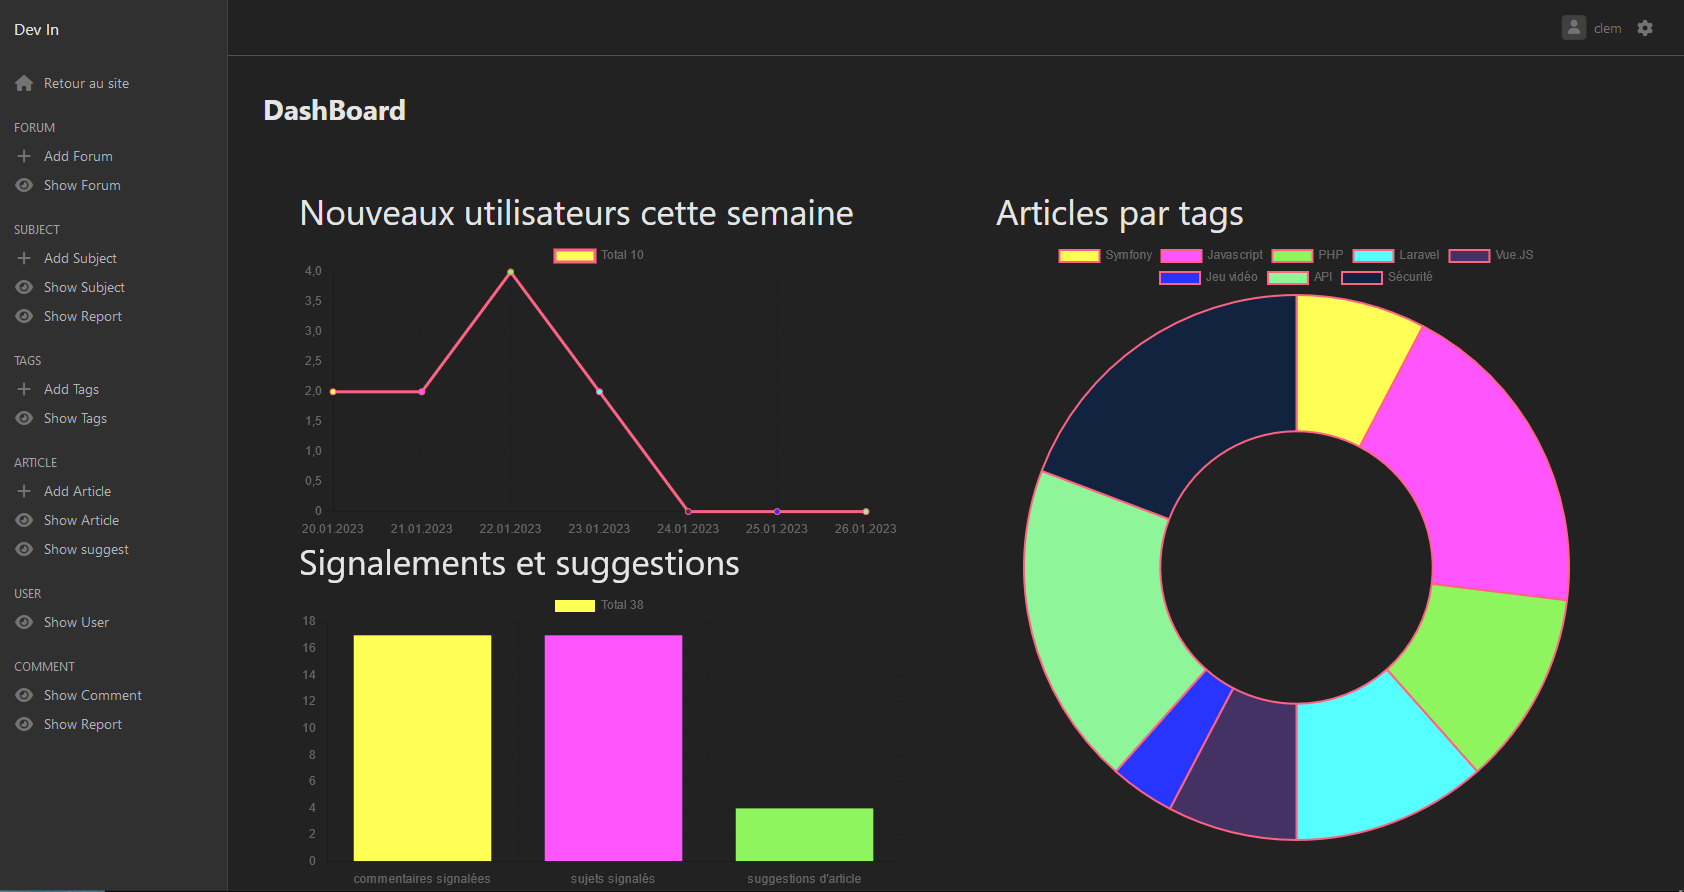 Dev In
Retour au site
FORUM
Add Forum
Show Forum
SUBJECT
Add Subject
Show Subject
Show Report
TAGS
Add Tags
Show Tags
ARTICLE
Add Article
Show Article
Show suggest
USER
Show User
COMMENT
Show Comment
Show Report
clem
DashBoard
Nouveaux utilisateurs cette semaine
Total 10
4,0
3,5
3,0
2,5
2,0
1,5
1,0
0,5
0
20.01.2023 21.01.2023 22.01.2023 23.01.2023 24.01.2023 25.01.2023 26.01.2023
Signalements et suggestions
Total 38
18
16
14
12
10
8
6
4
2
0
commentaires signalées sujets signalés suggestions d'article
Articles par tags
Symfony Javascript PHP Laravel Vue.JS
Jeu vidéo API Sécurité